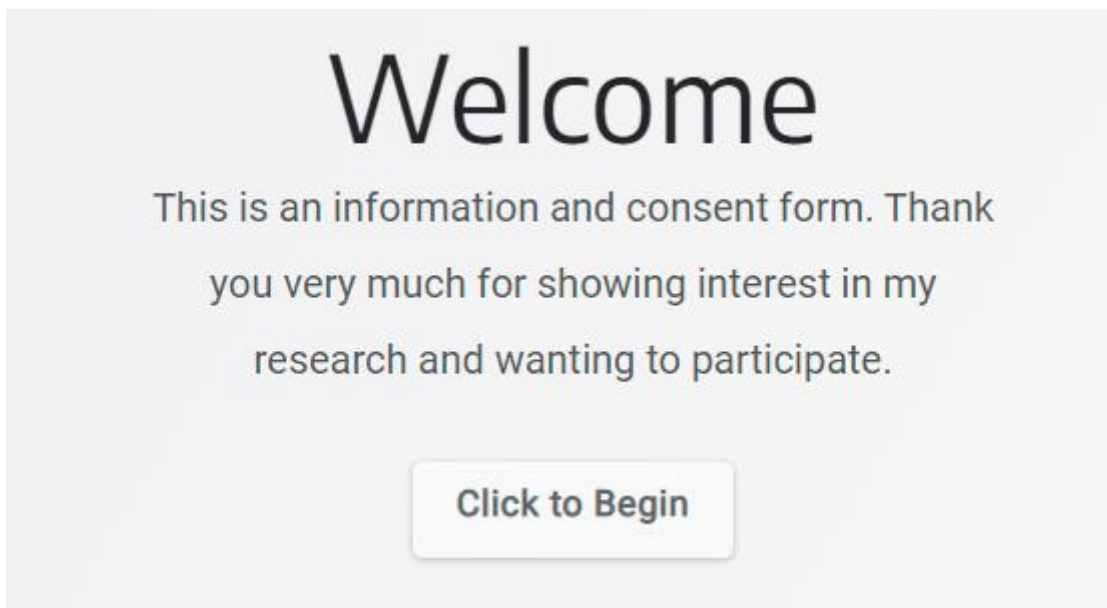 Welcome
This is an information and consent form. Thank
you very much for showing interest in my
research and wanting to participate.
Click to Begin